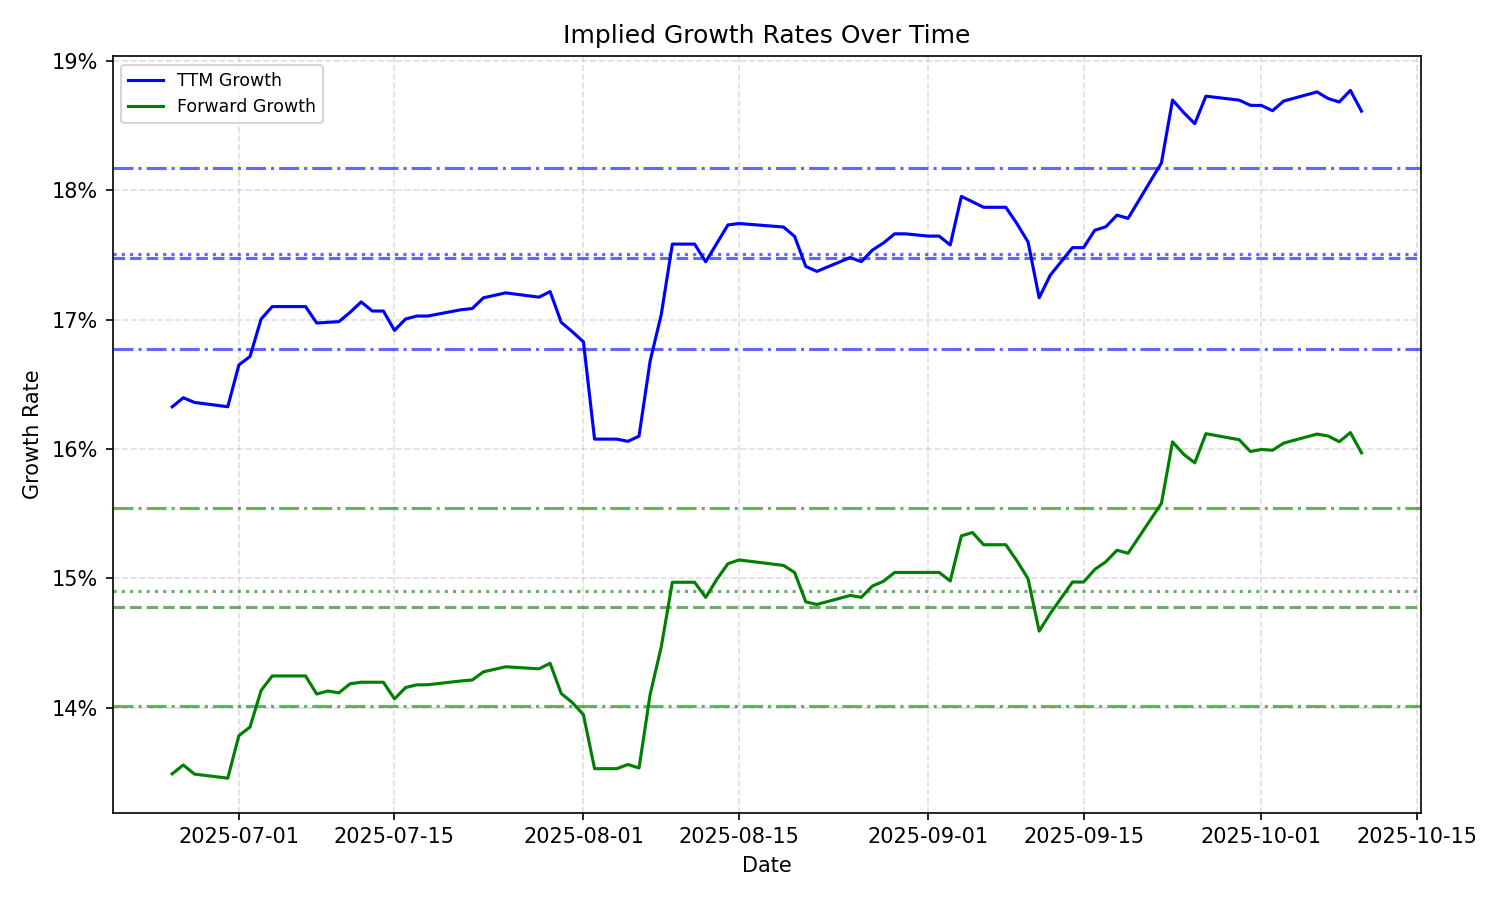 Implied Growth Rates Over Time
TTM Growth
Forward Growth
19%
18%
17%
16%
15%
14%
Growth Rate
2025-07-01 2025-07-15 2025-08-01 2025-08-15 2025-09-01 2025-09-15 2025-10-01 2025-10-15
Date